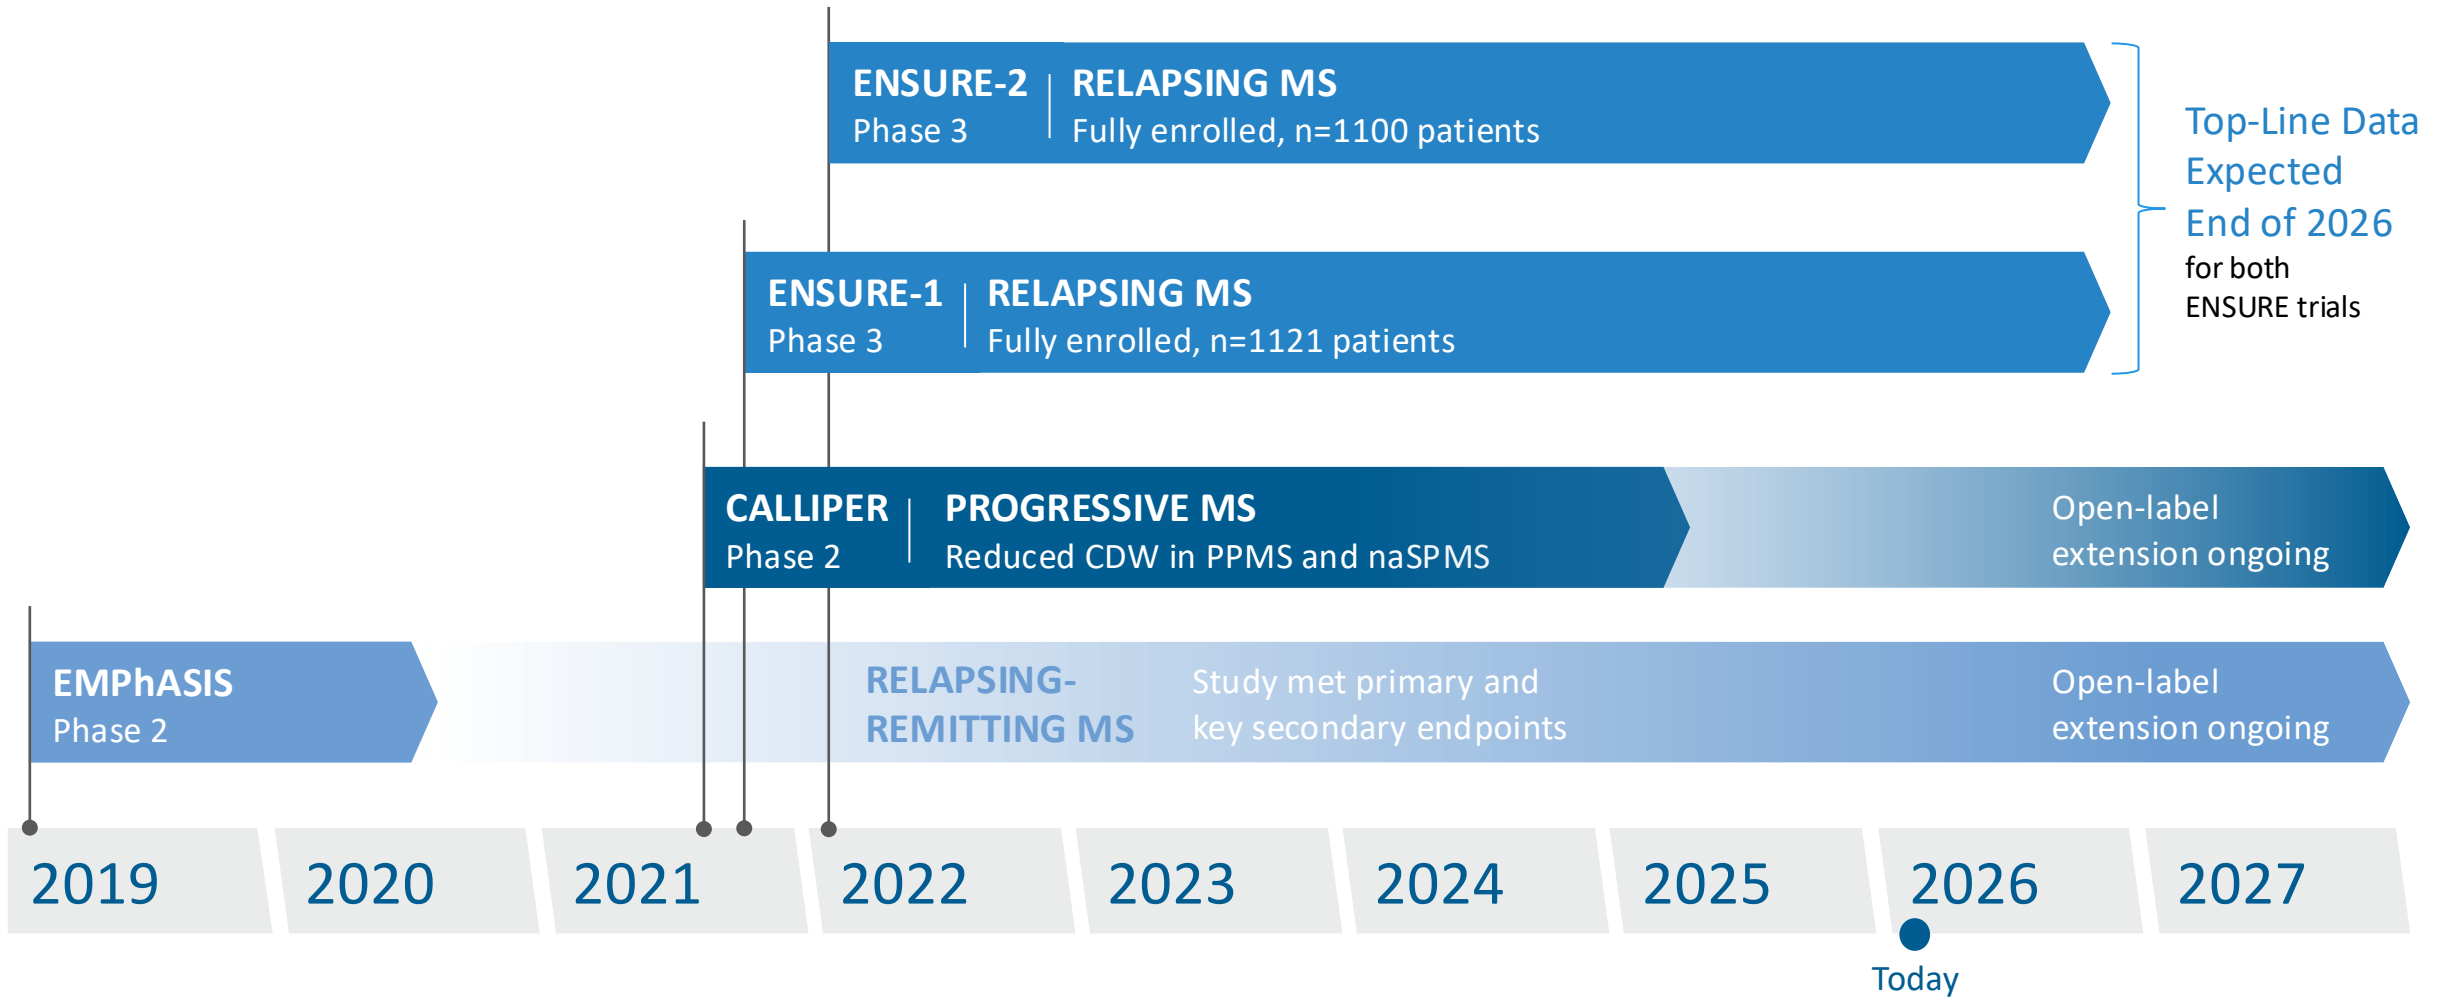 ENSURE-2
Phase 3
RELAPSING MS
Fully enrolled, n=1100 patients
Top-Line Data
Expected
End of 2026
for both
ENSURE trials
ENSURE-1
Phase 3
RELAPSING MS
Fully enrolled, n=1121 patients
CALLIPER
Phase 2
PROGRESSIVE MS
Reduced CDW in PPMS and naSPMS
Open-label
extension ongoing
EMPhASIS
Phase 2
RELAPSING-
REMITTING MS
Study met primary and
key secondary endpoints
Open-label
extension ongoing
2019 2020 2021 2022 2023 2024 2025 2026 2027
Today